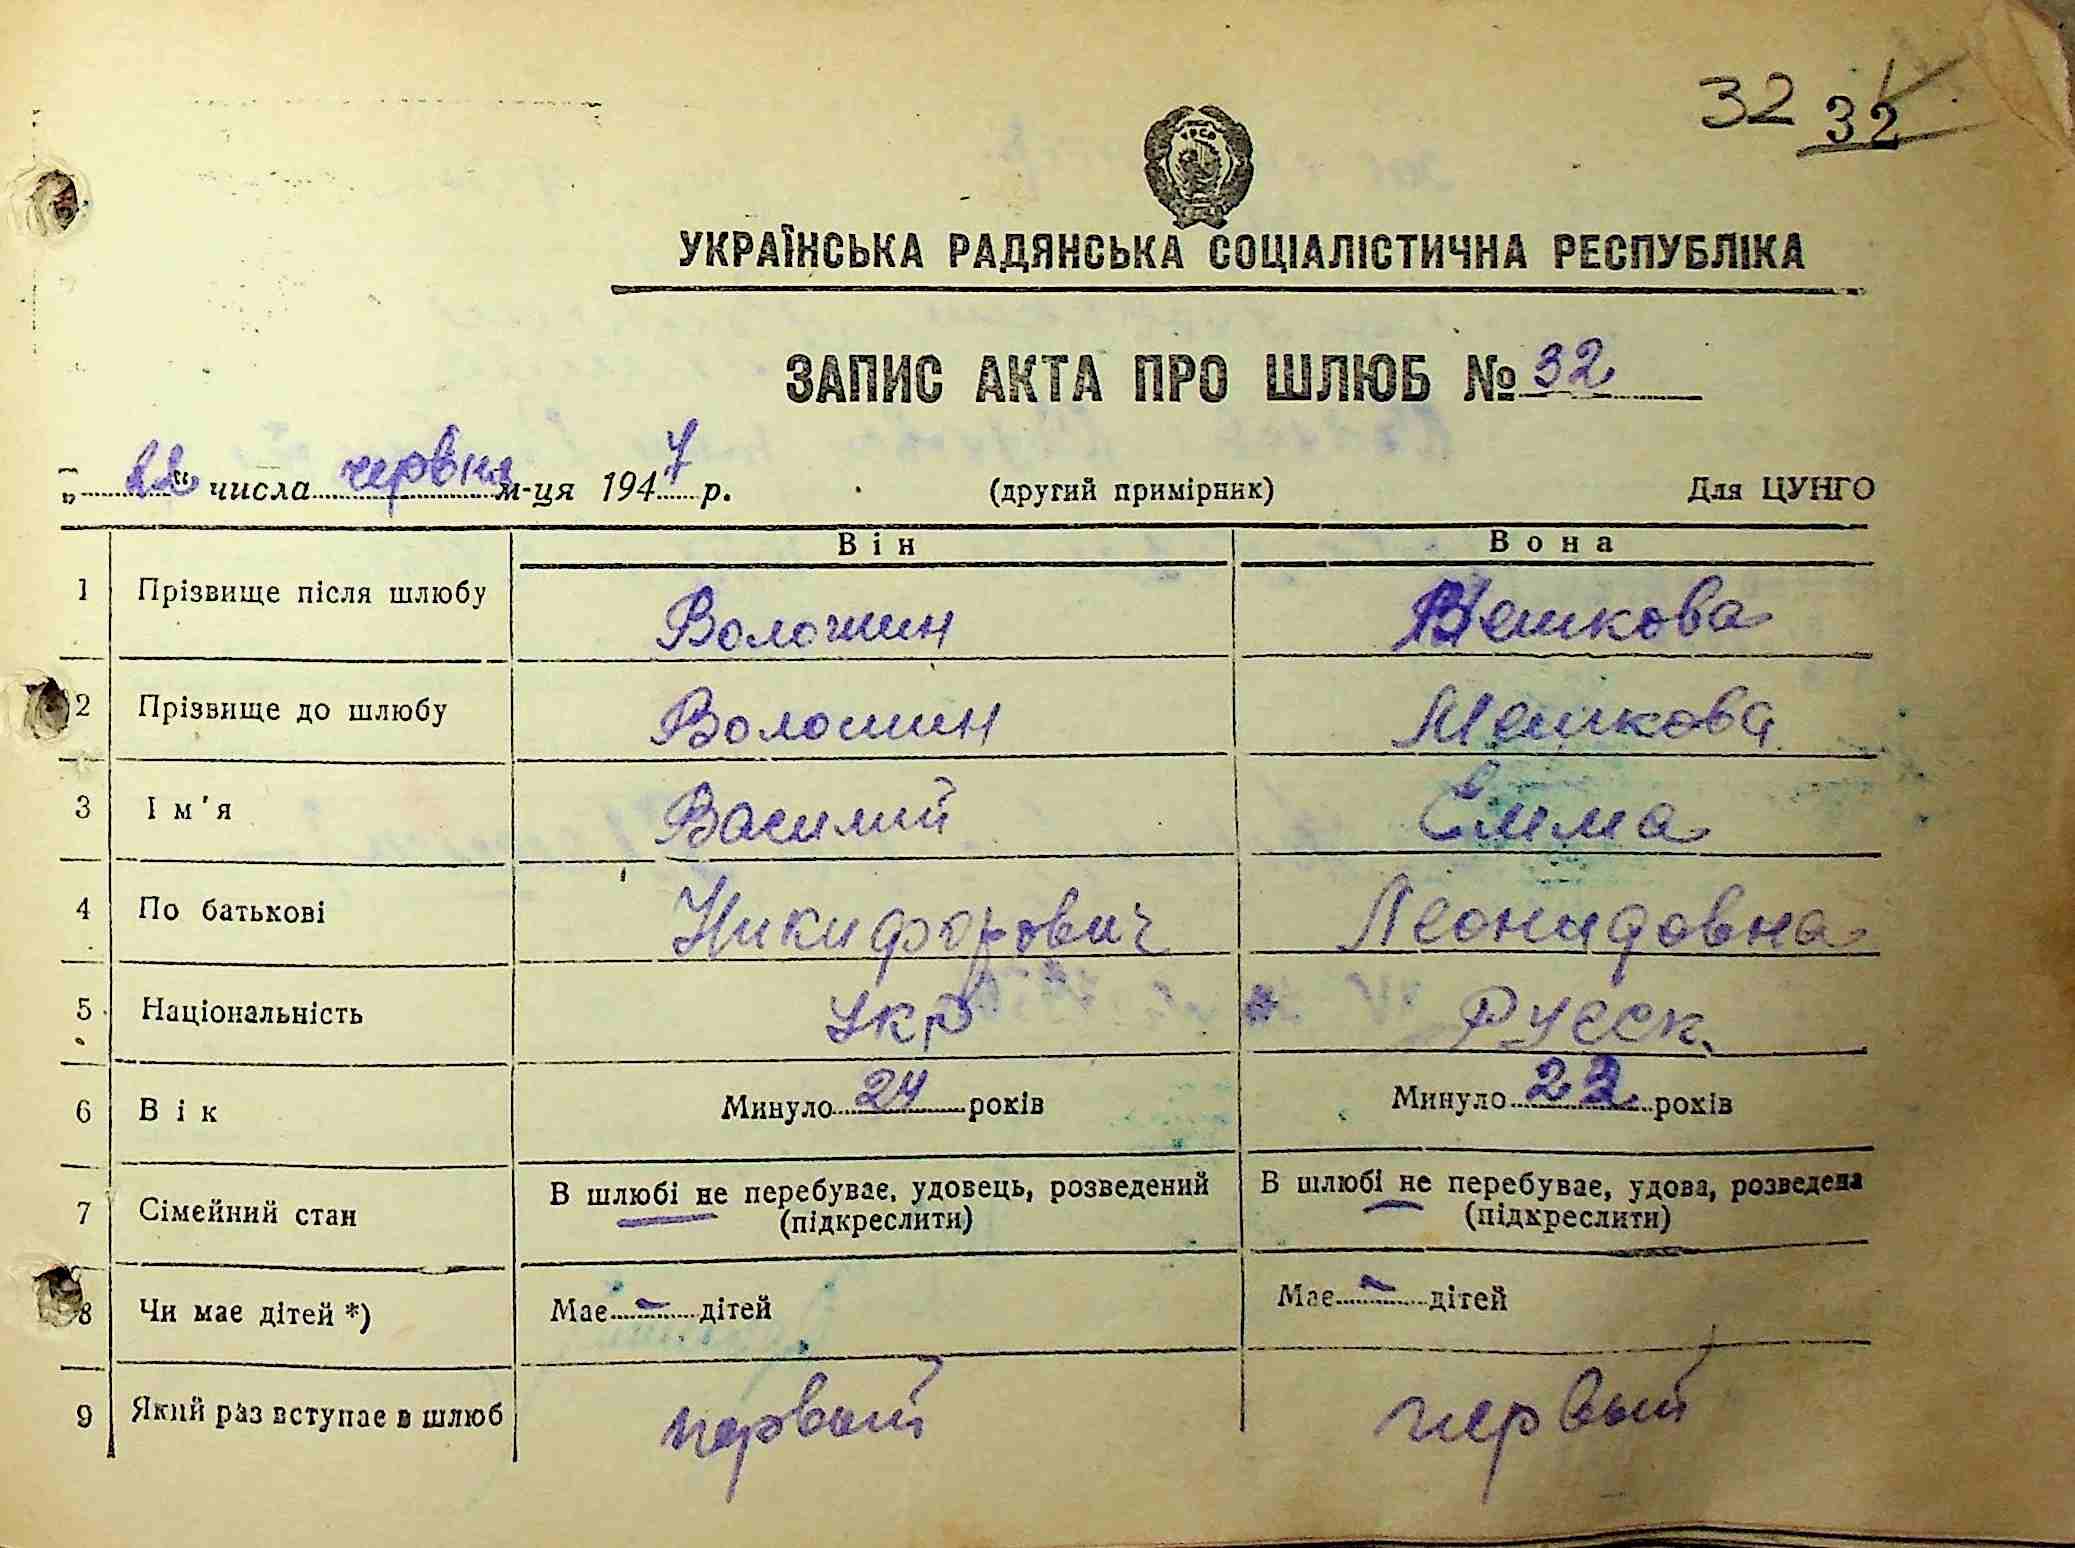 32 32
УРСР
УКРАЇНСЬКА РАДЯНСЬКА СОЦІАЛІСТИЧНА РЕСПУБЛІКА
ЗАПИС АКТА ПРО ШЛЮБ № 32
„22“ числа червня м-ця 1947 р. (другий примірник) Для ЦУНГО
Він Вона
1 Прізвище після шлюбу Волошин Мешкова
2 Прізвище до шлюбу Волошин Мешкова
3 Ім'я Василий Емма
4 По батькові Никифорович Леонидовна
5 Національність Укр Русск.
6 Вік Минуло 24 років Минуло 22 років
7 Сімейний стан В шлюбі не перебуває, удовець, розведений В шлюбі не перебуває, удова, розведена
(підкреслити) (підкреслити)
8 Чи має дітей *) Має - дітей Має - дітей
9 Який раз вступає в шлюб первый первый